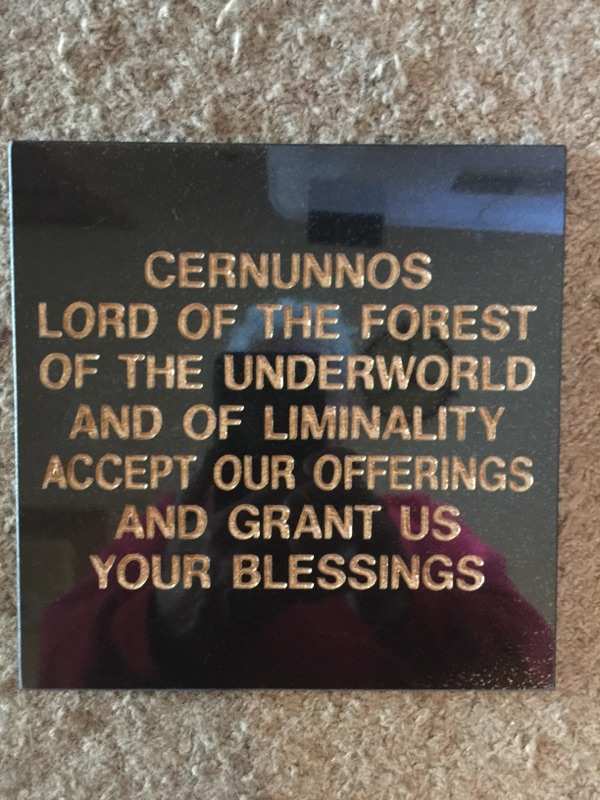 CERNUNNOS
LORD OF THE FOREST
OF THE UNDERWORLD
AND OF LIMINALITY
ACCEPT OUR OFFERINGS
AND GRANT US
YOUR BLESSINGS